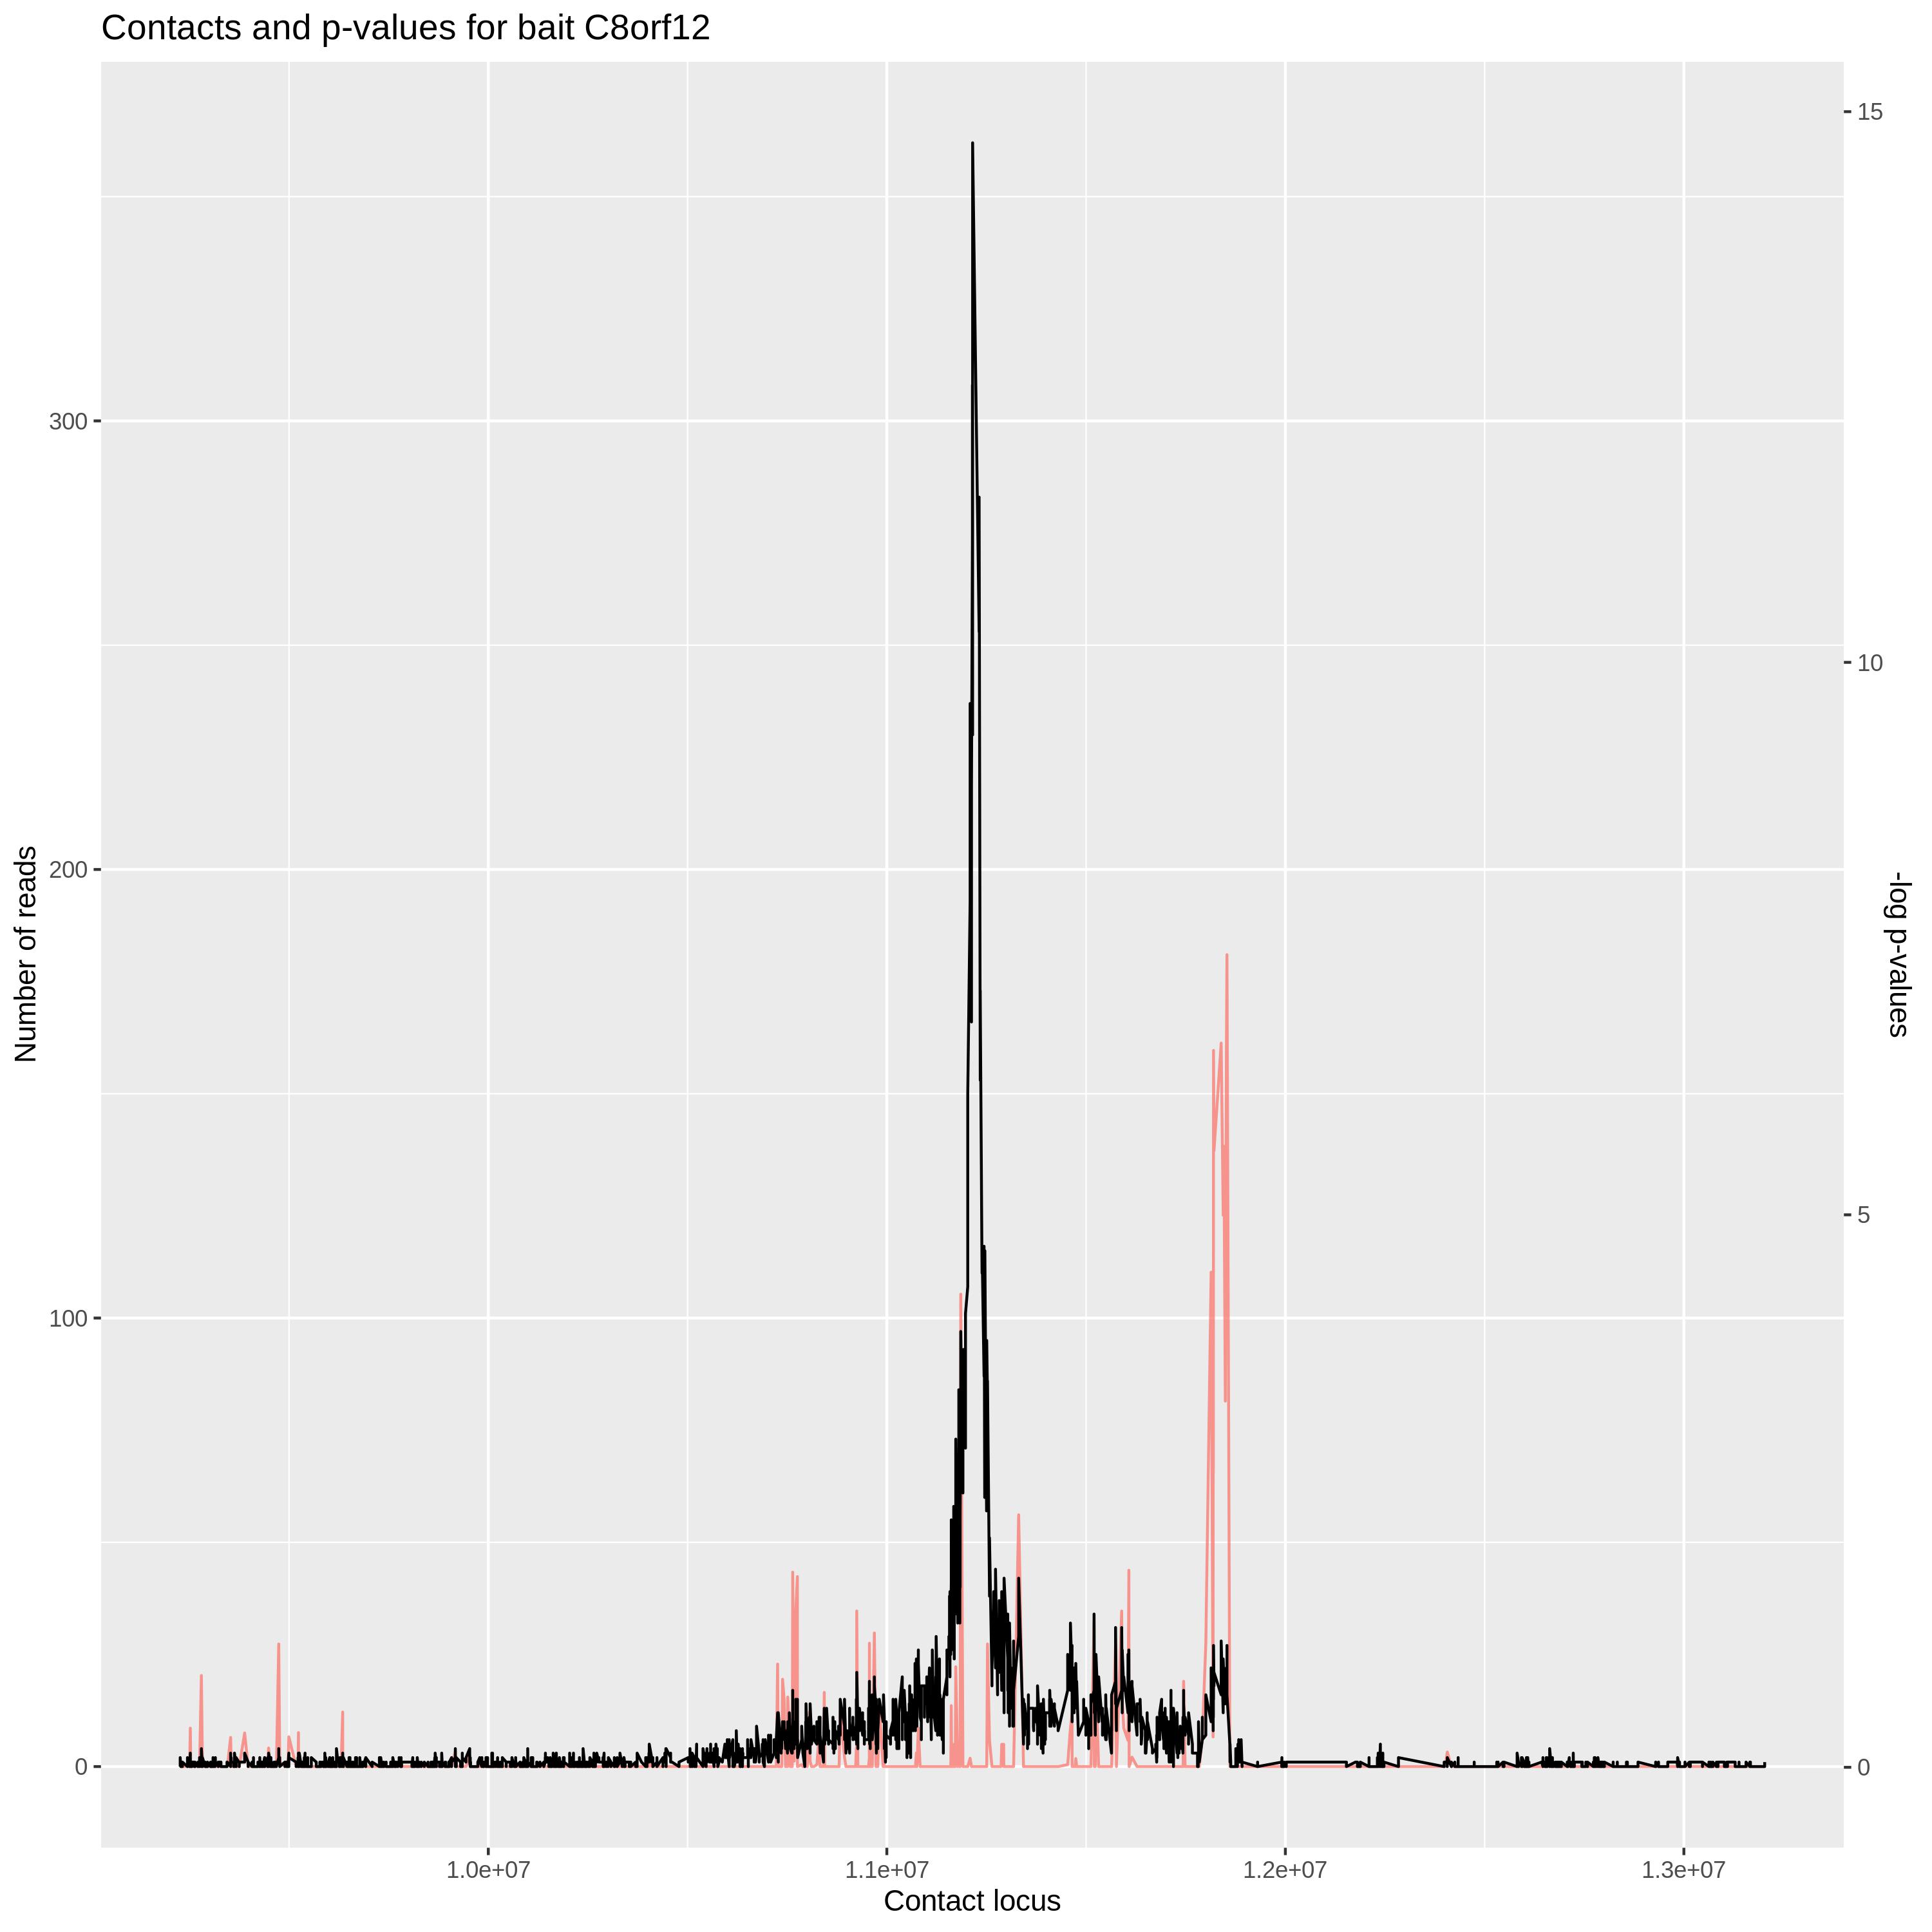 Contacts and p-values for bait C8orf12
15
300
10
200
Number of reads
-log p-values
5
100
0
0
1.0e+07
1.1e+07
1.2e+07
1.3e+07
Contact locus